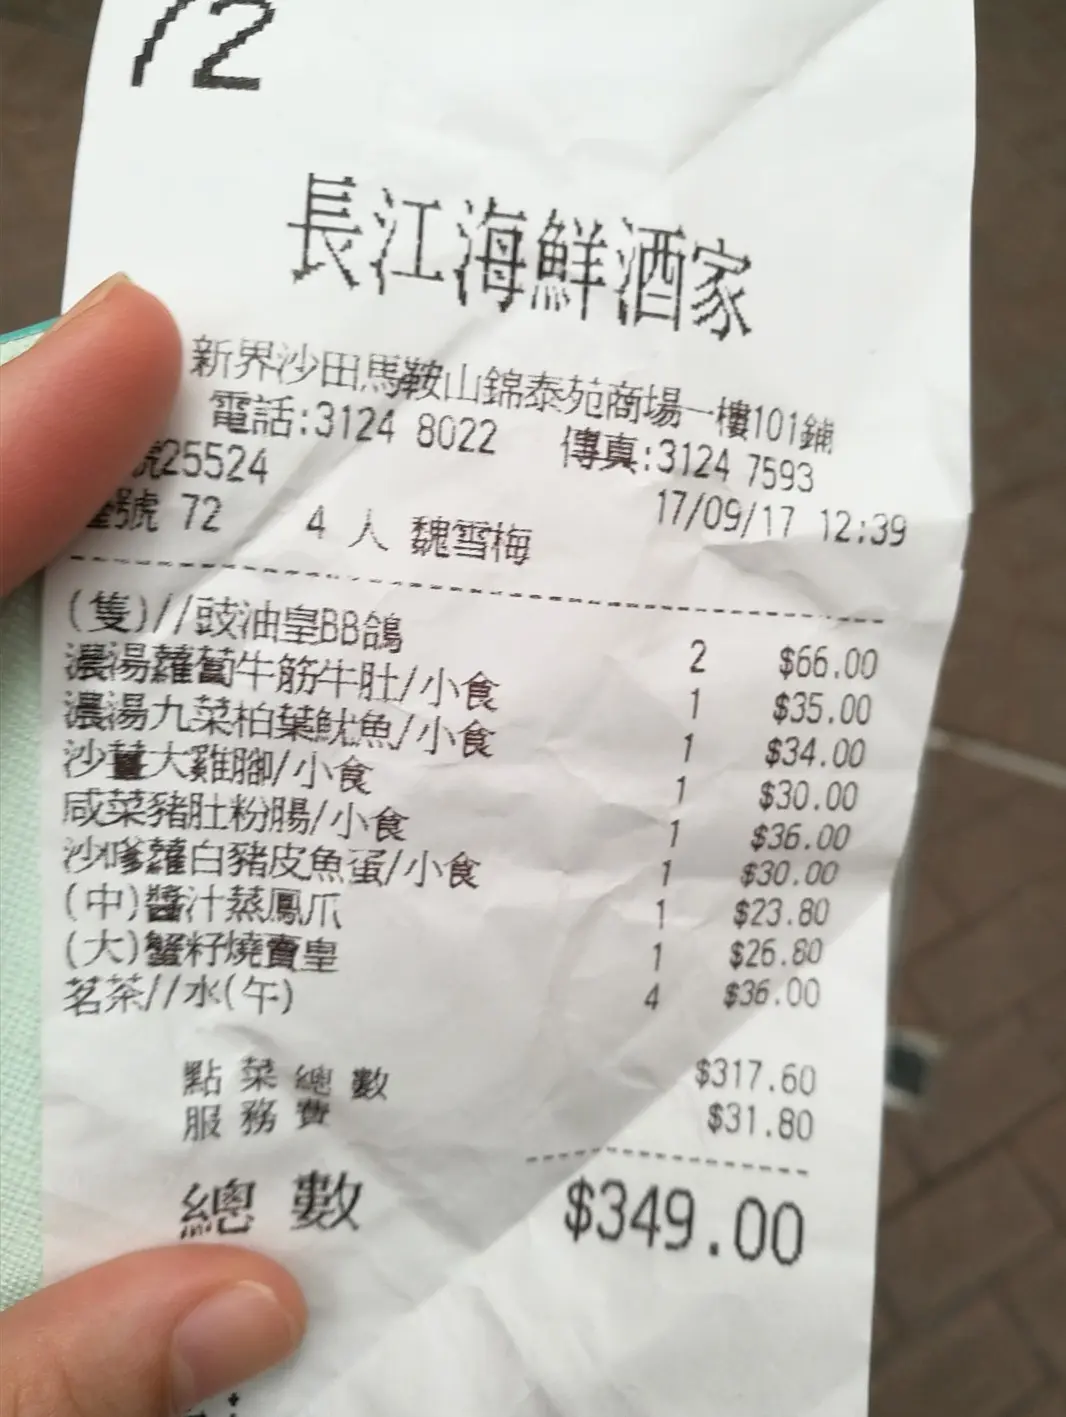 72
長江海鮮酒家
新界沙田馬鞍山錦泰苑商場一樓101鋪
電話:3124 8022 傳真:3124 7593
號25524
17/09/17 12:39
號 72 4 人 魏雪梅
(隻)//豉油皇BB鴿 2 $66.00
濃湯蘿蔔牛筋牛肚/小食 1 $35.00
濃湯九菜柏葉魷魚/小食 1 $34.00
沙薑大雞腳/小食 1 $30.00
咸菜豬肚粉腸/小食 1 $36.00
沙嗲蘿白豬皮魚蛋/小食 1 $30.00
(中)醬汁蒸鳳爪 1 $23.80
(大)蟹籽燒賣皇 1 $26.80
茗茶//水(午) 4 $36.00
點菜總數 $317.60
服務費 $31.80
總數 $349.00